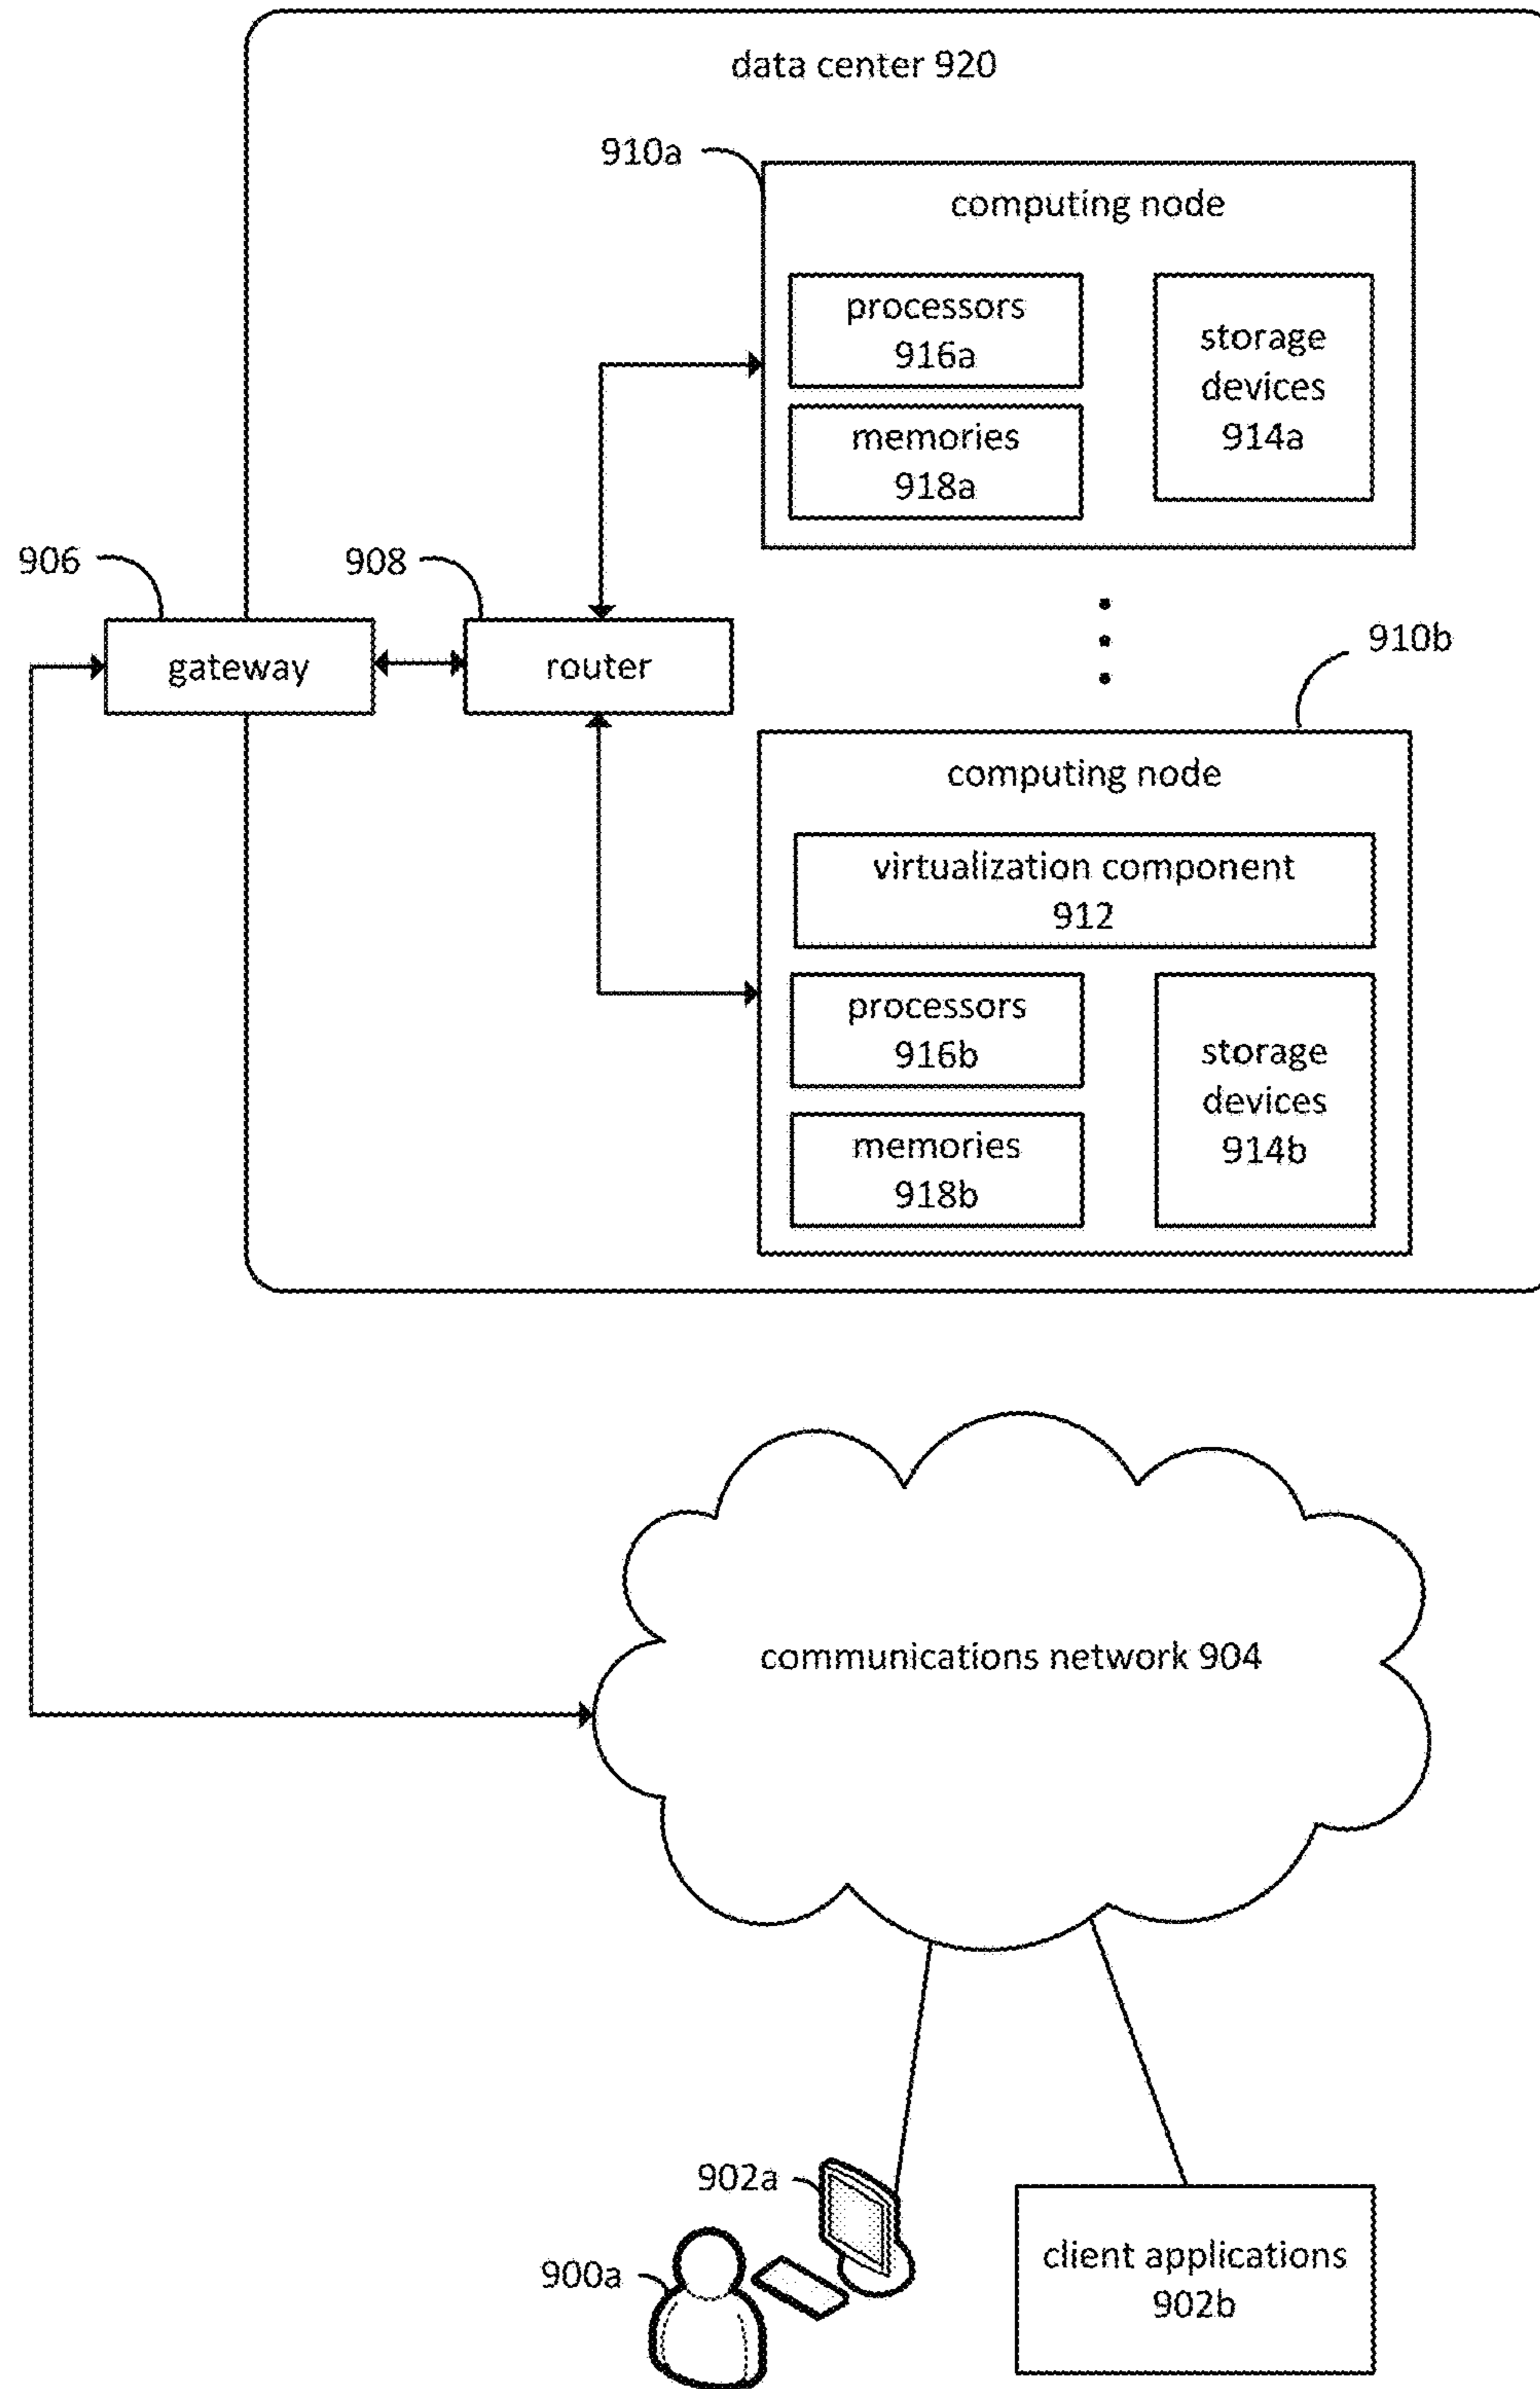 data center 920
910a
computing node
processors
916a
storage
devices
914a
memories
918a
906
908
gateway
router
910b
computing node
virtualization component
912
processors
916b
storage
devices
914b
memories
918b
communications network 904
902a
900a
client applications
902b